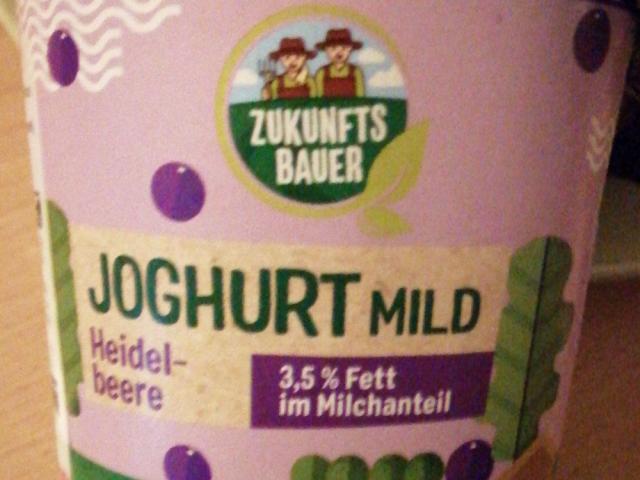 ZUKUNFTS
BAUER
JOGHURT MILD
Heidel-
beere
3,5 % Fett
im Milchanteil